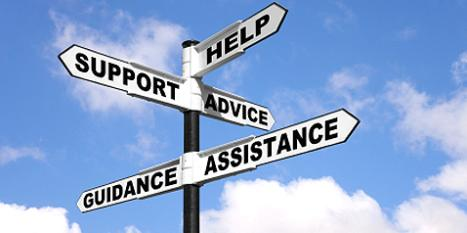 HELP
SUPPORT
ADVICE
ASSISTANCE
GUIDANCE